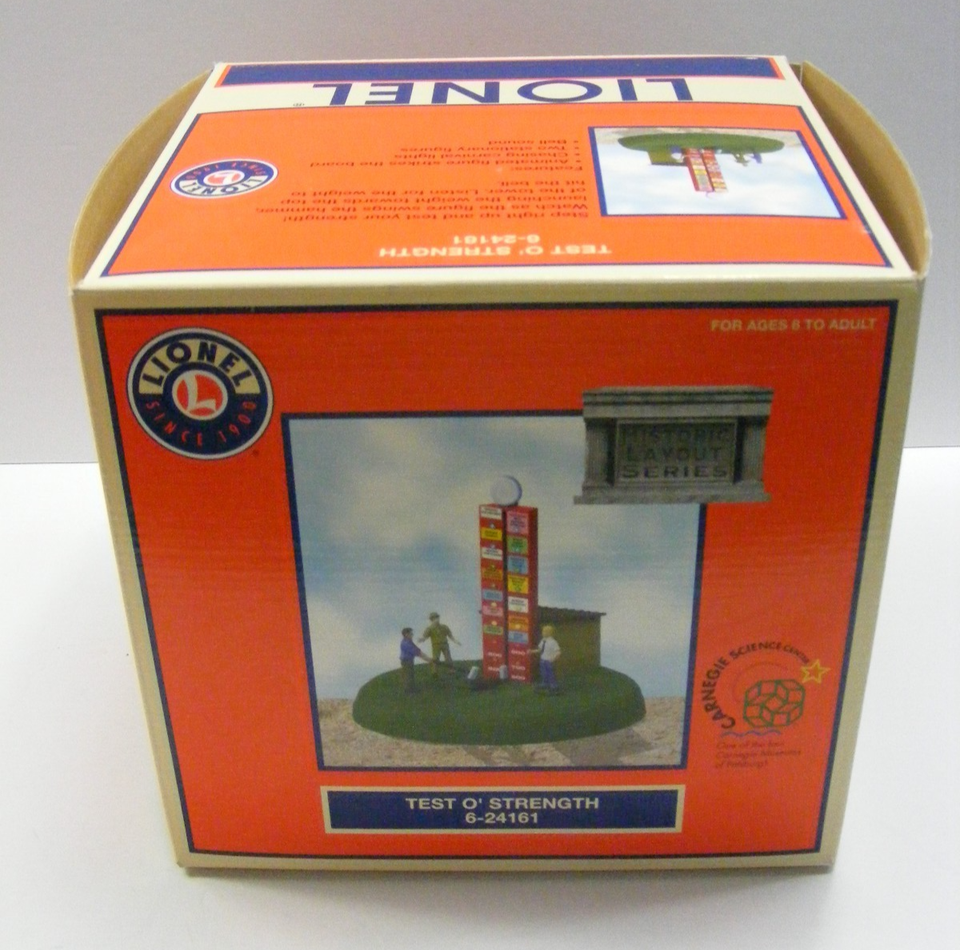 LIONEL®
TEST O' STRENGTH
6-24161
Step right up and test your strength!
Watch as the figure swings the hammer,
launching the weight towards the top
of the tower. Listen for the weight to
hit the bell.
Features:
• Animated figure strikes the board
• Chasing carnival lights
• Two stationary figures
• Bell sound
LIONEL
L
SINCE 1900
FOR AGES 8 TO ADULT
LIONEL
L
SINCE 1900
HISTORIC
LAYOUT
SERIES
CARNEGIE SCIENCE CENTER
One of the four
Carnegie Museums
of Pittsburgh
TEST O' STRENGTH
6-24161